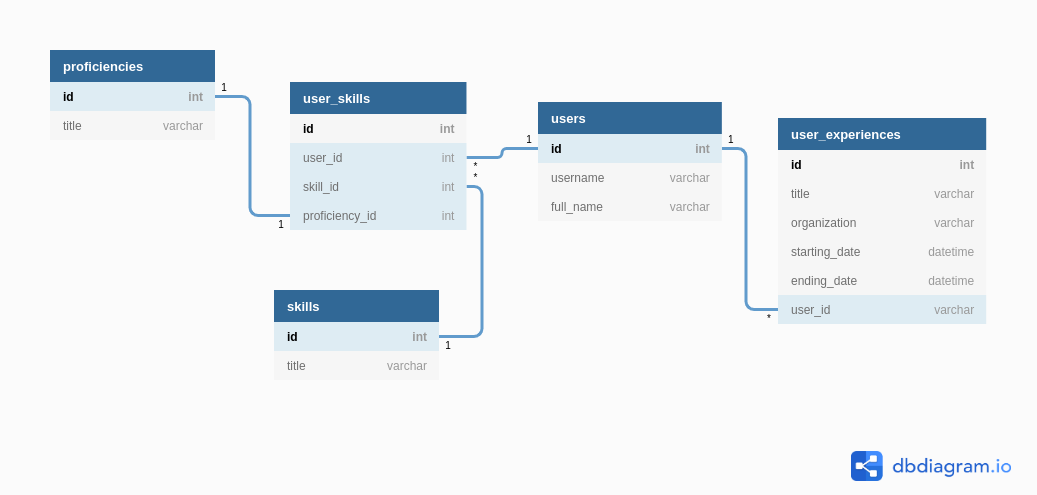 proficiencies
id int
title varchar
1
1
user_skills
id int
user_id int
skill_id int
proficiency_id int
*
*
skills
id int
title varchar
1
users
id int
username varchar
full_name varchar
1
1
user_experiences
id int
title varchar
organization varchar
starting_date datetime
ending_date datetime
user_id varchar
*
dbdiagram.io